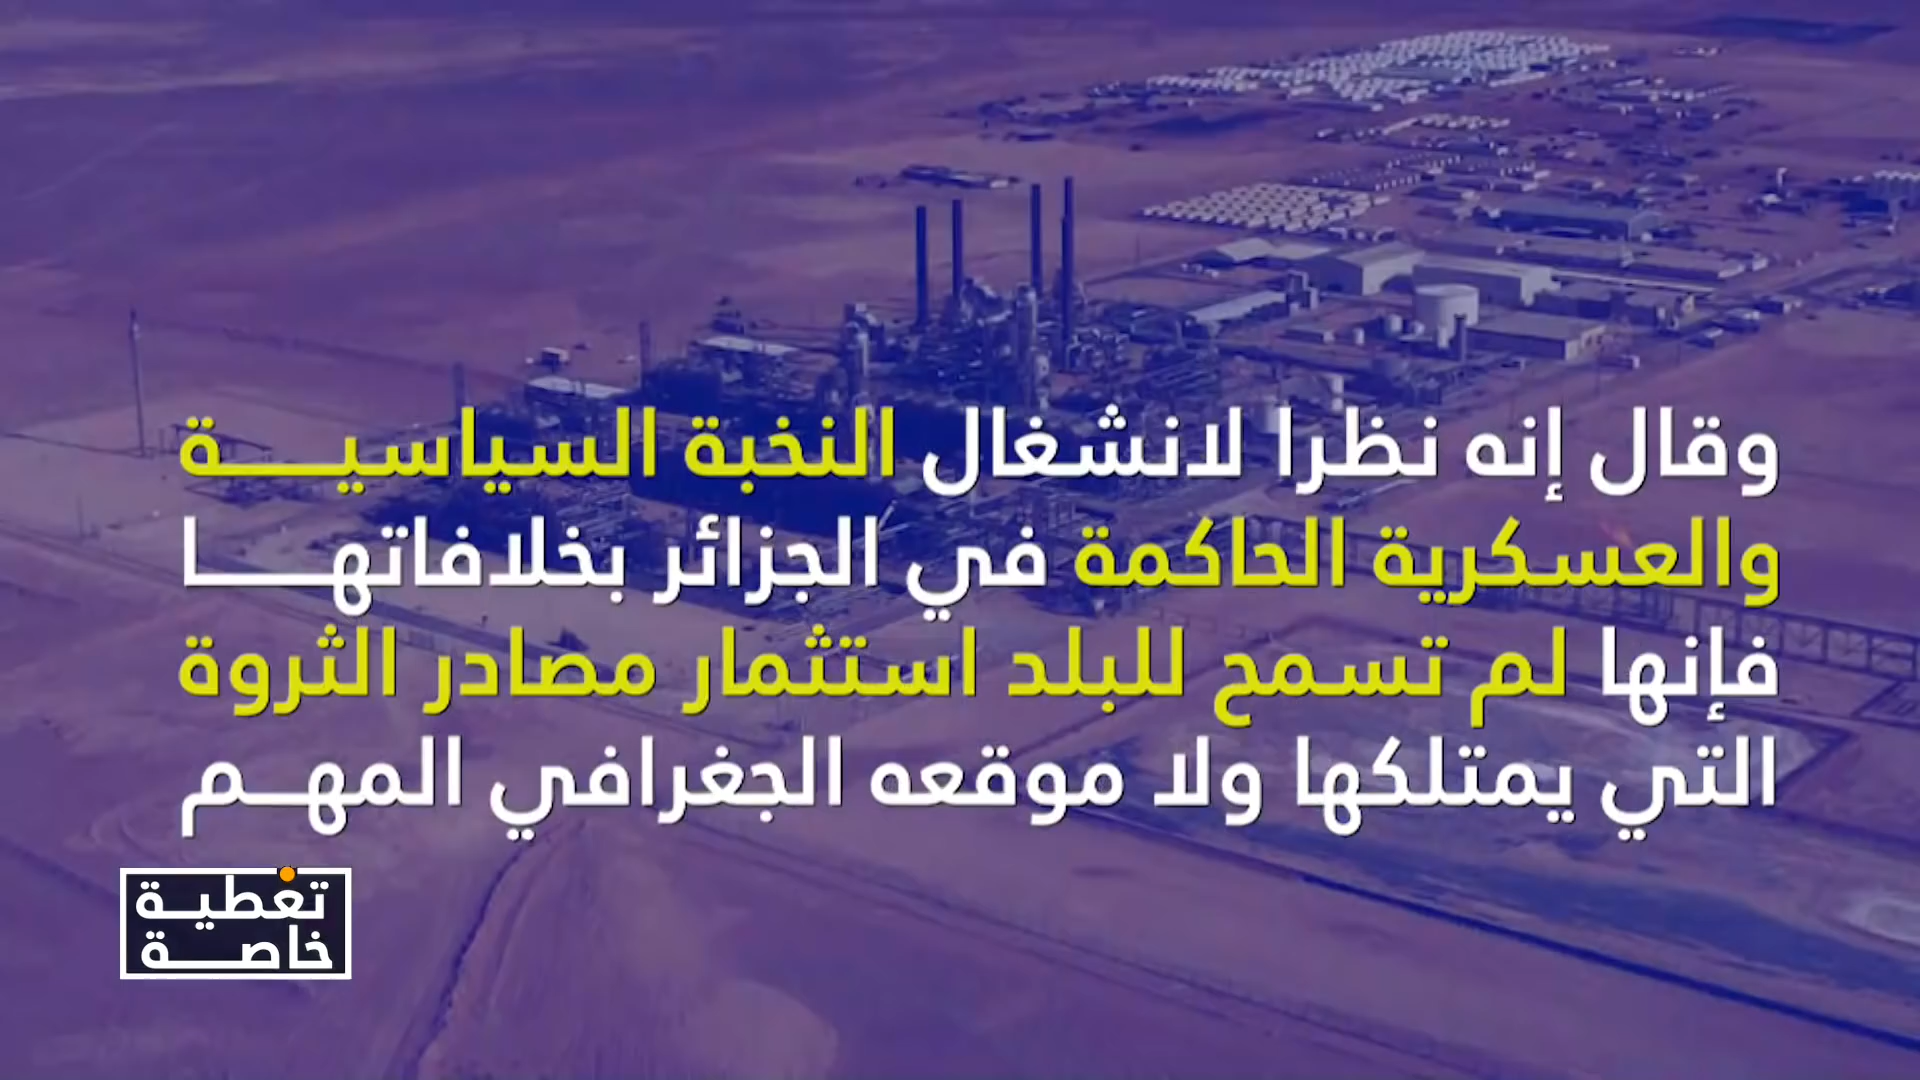 وقال إنه نظرا لانشغال النخبة السياسية
والعسكرية الحاكمة في الجزائر بخلافاتها
فإنها لم تسمح للبلد استثمار مصادر الثروة
التي يمتلكها ولا موقعه الجغرافي المهم
تغطية
خاصة